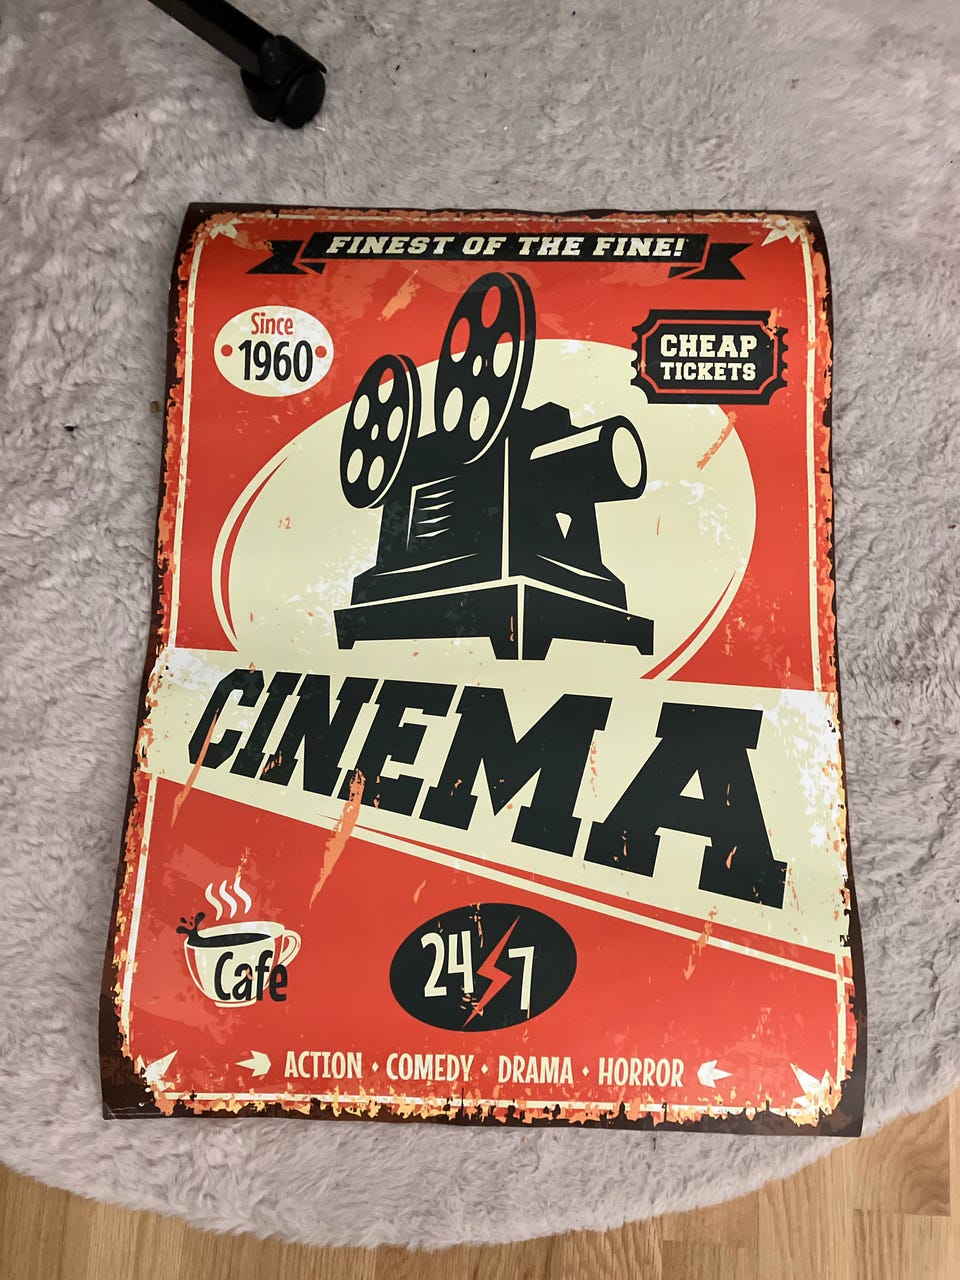 FINEST OF THE FINE!
Since
1960
CHEAP
TICKETS
CINEMA
Cafe
24 7
ACTION · COMEDY · DRAMA · HORROR